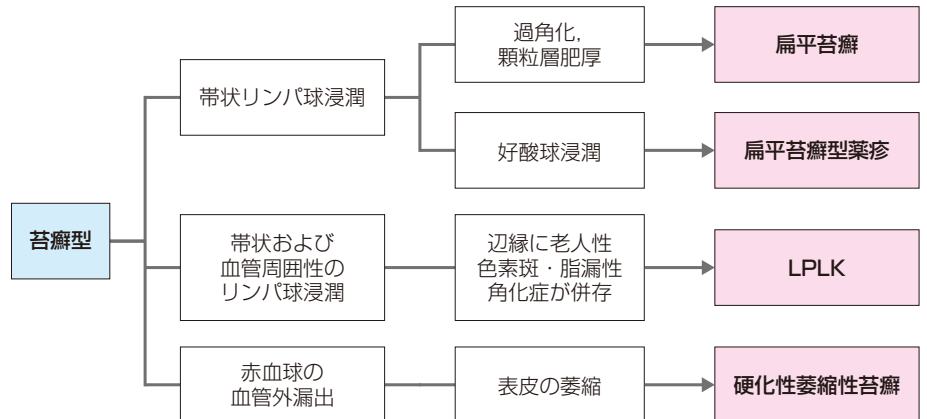 苔癬型
帯状リンパ球浸潤
過角化,
顆粒層肥厚
扁平苔癬
好酸球浸潤
扁平苔癬型薬疹
帯状および
血管周囲性の
リンパ球浸潤
辺縁に老人性
色素斑・脂漏性
角化症が併存
LPLK
赤血球の
血管外漏出
表皮の萎縮
硬化性萎縮性苔癬